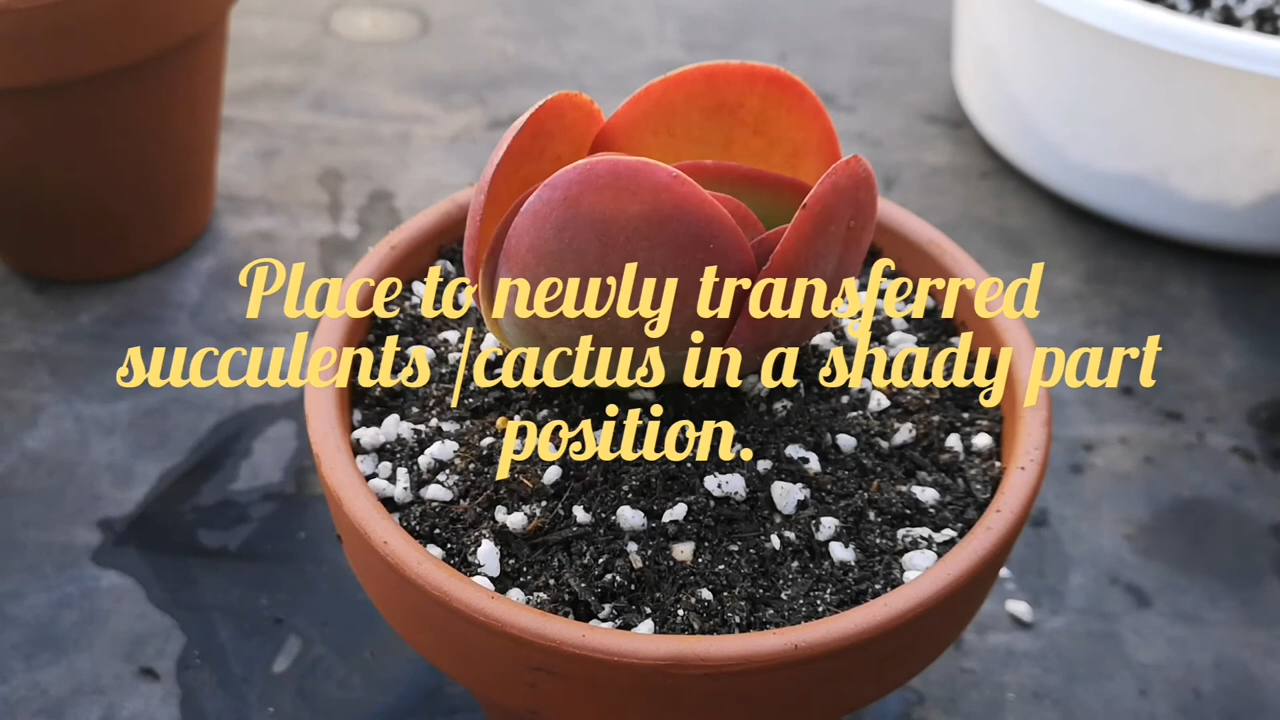 Place to newly transferred
succulents /cactus in a shady part
position.